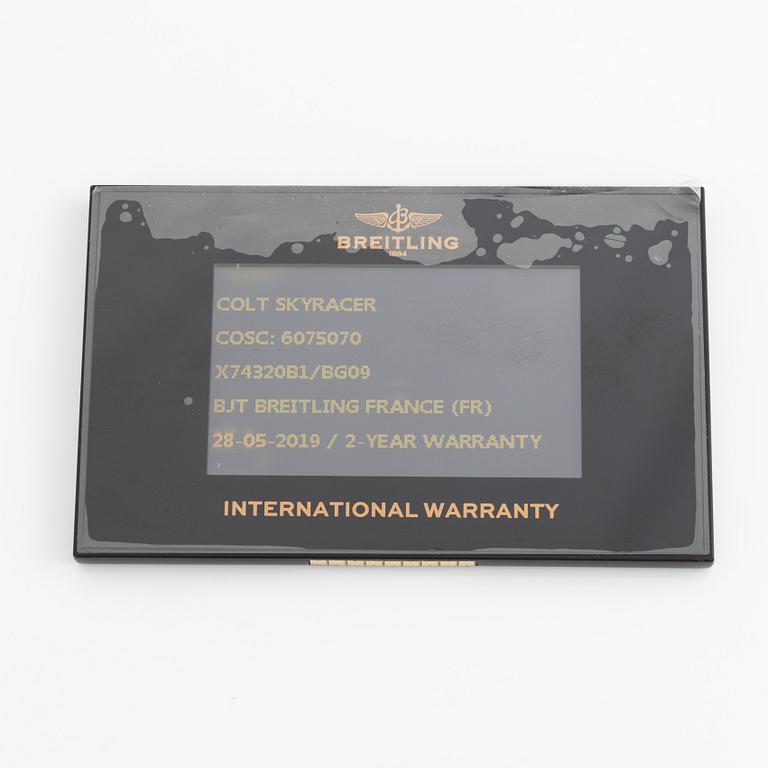 BREITLING
1884
COLT SKYRACER
COSC: 6075070
X74320B1/BG09
BJT BREITLING FRANCE (FR)
28-05-2019 / 2-YEAR WARRANTY
INTERNATIONAL WARRANTY